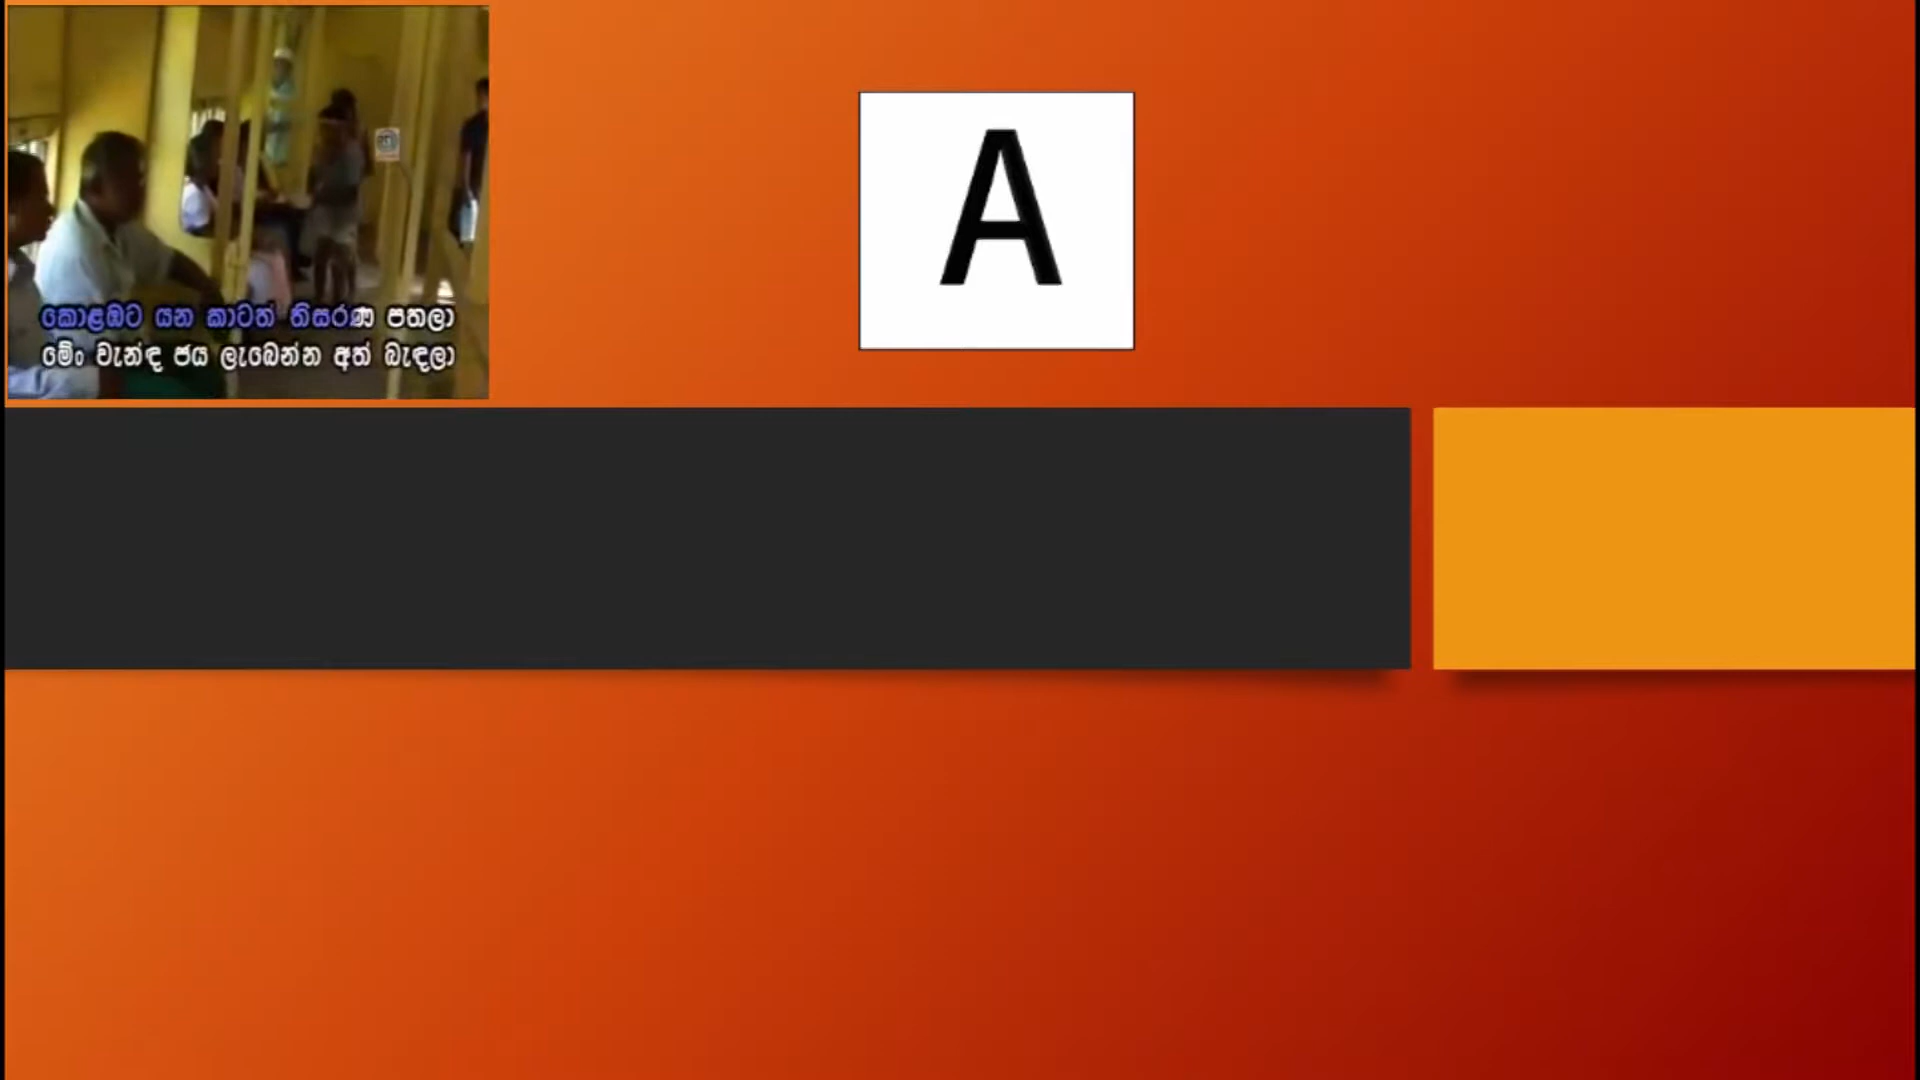 කොළඹට යන කාටත් තිසරණ පතලා
මේං වැන්ද ජය ලැබෙන්න අත් බැඳලා
A